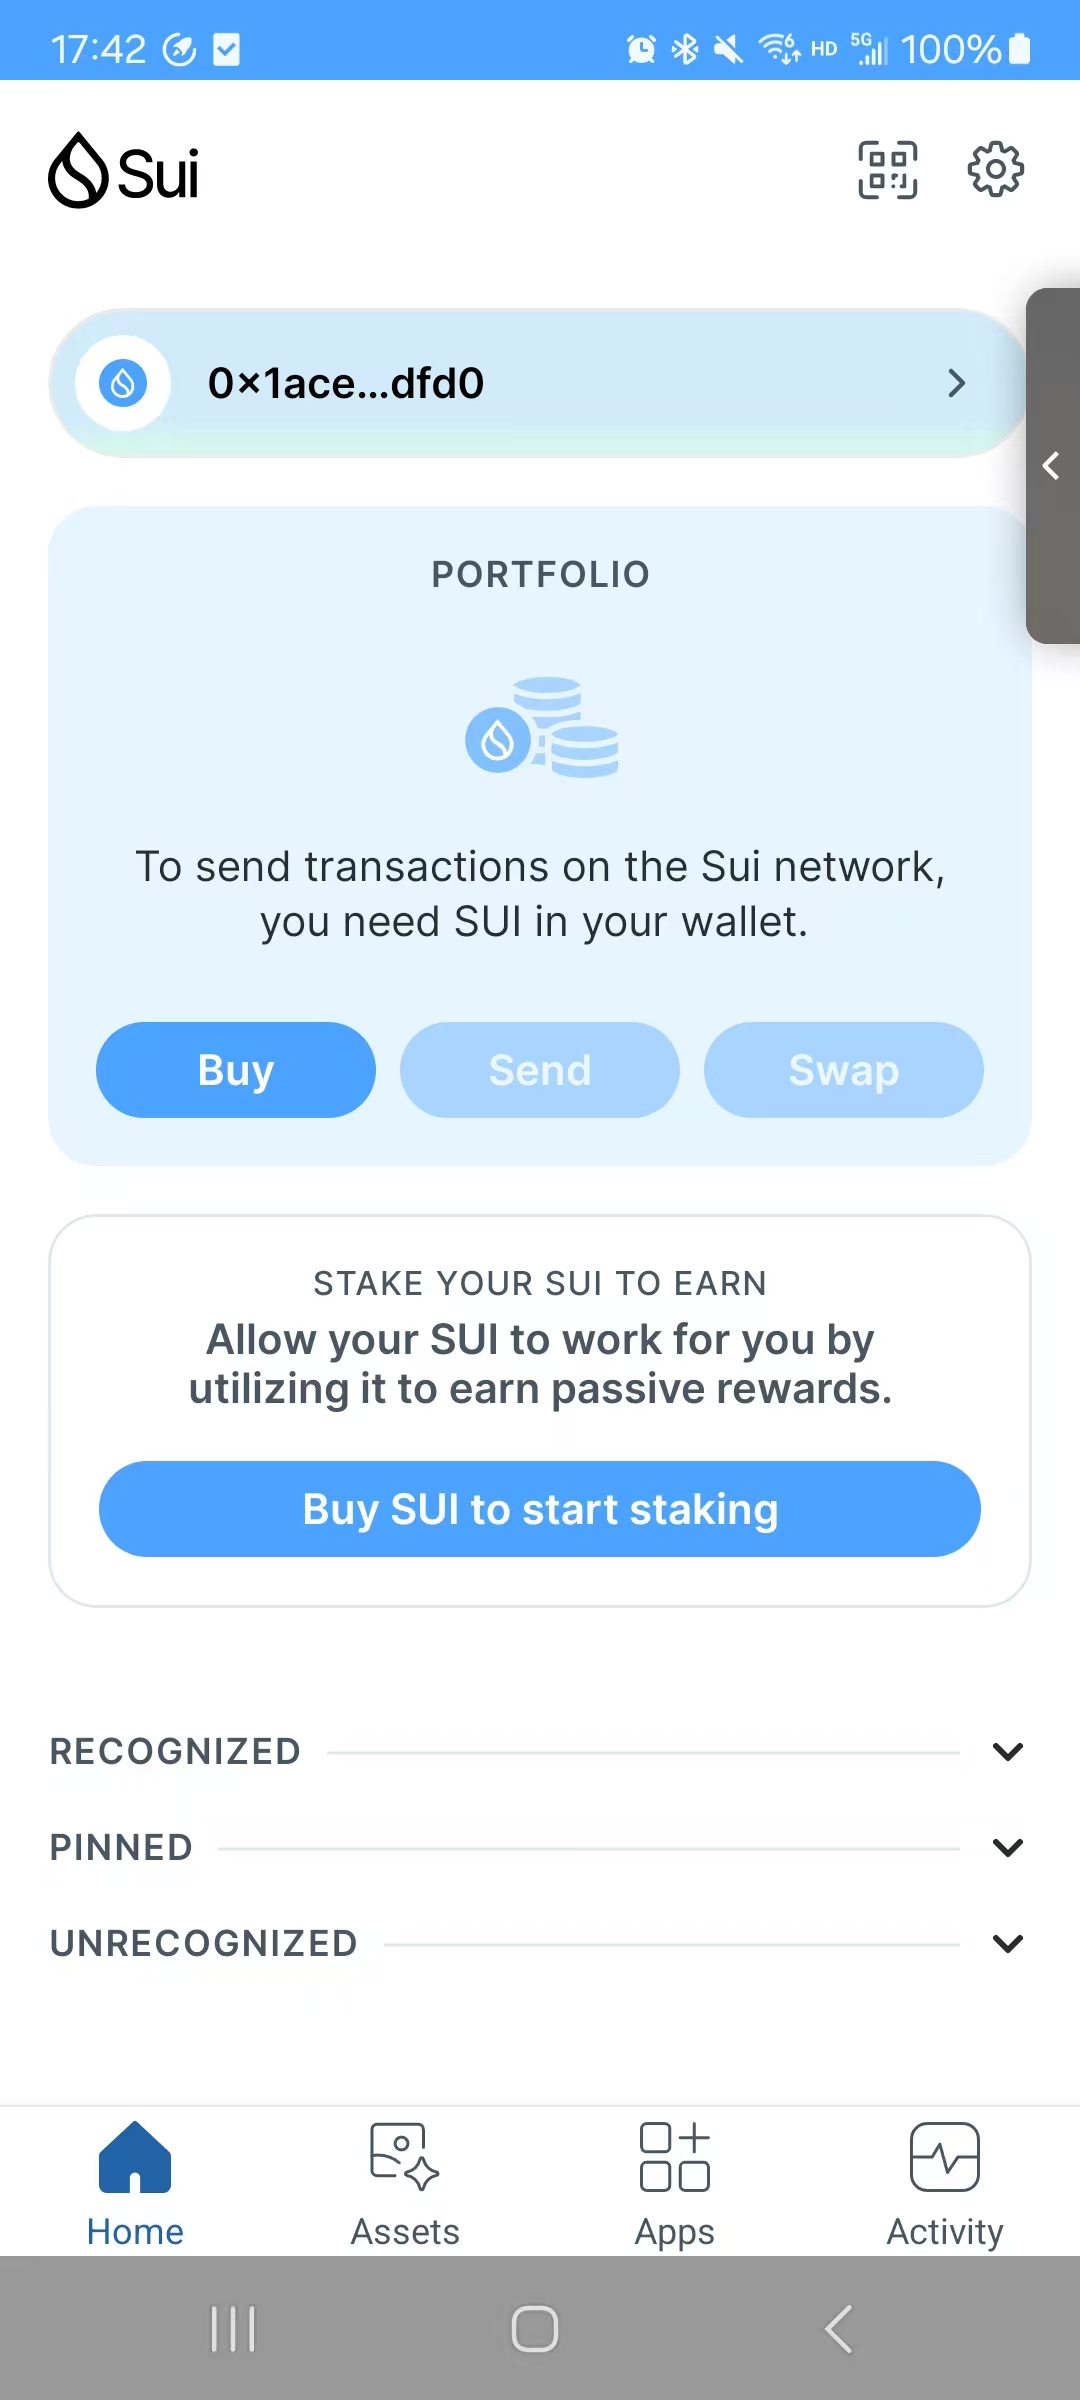 17:42
HD 5G 100%
Sui
0×1ace...dfd0
PORTFOLIO
To send transactions on the Sui network,
you need SUI in your wallet.
Buy Send Swap
STAKE YOUR SUI TO EARN
Allow your SUI to work for you by
utilizing it to earn passive rewards.
Buy SUI to start staking
RECOGNIZED
PINNED
UNRECOGNIZED
Home Assets Apps Activity